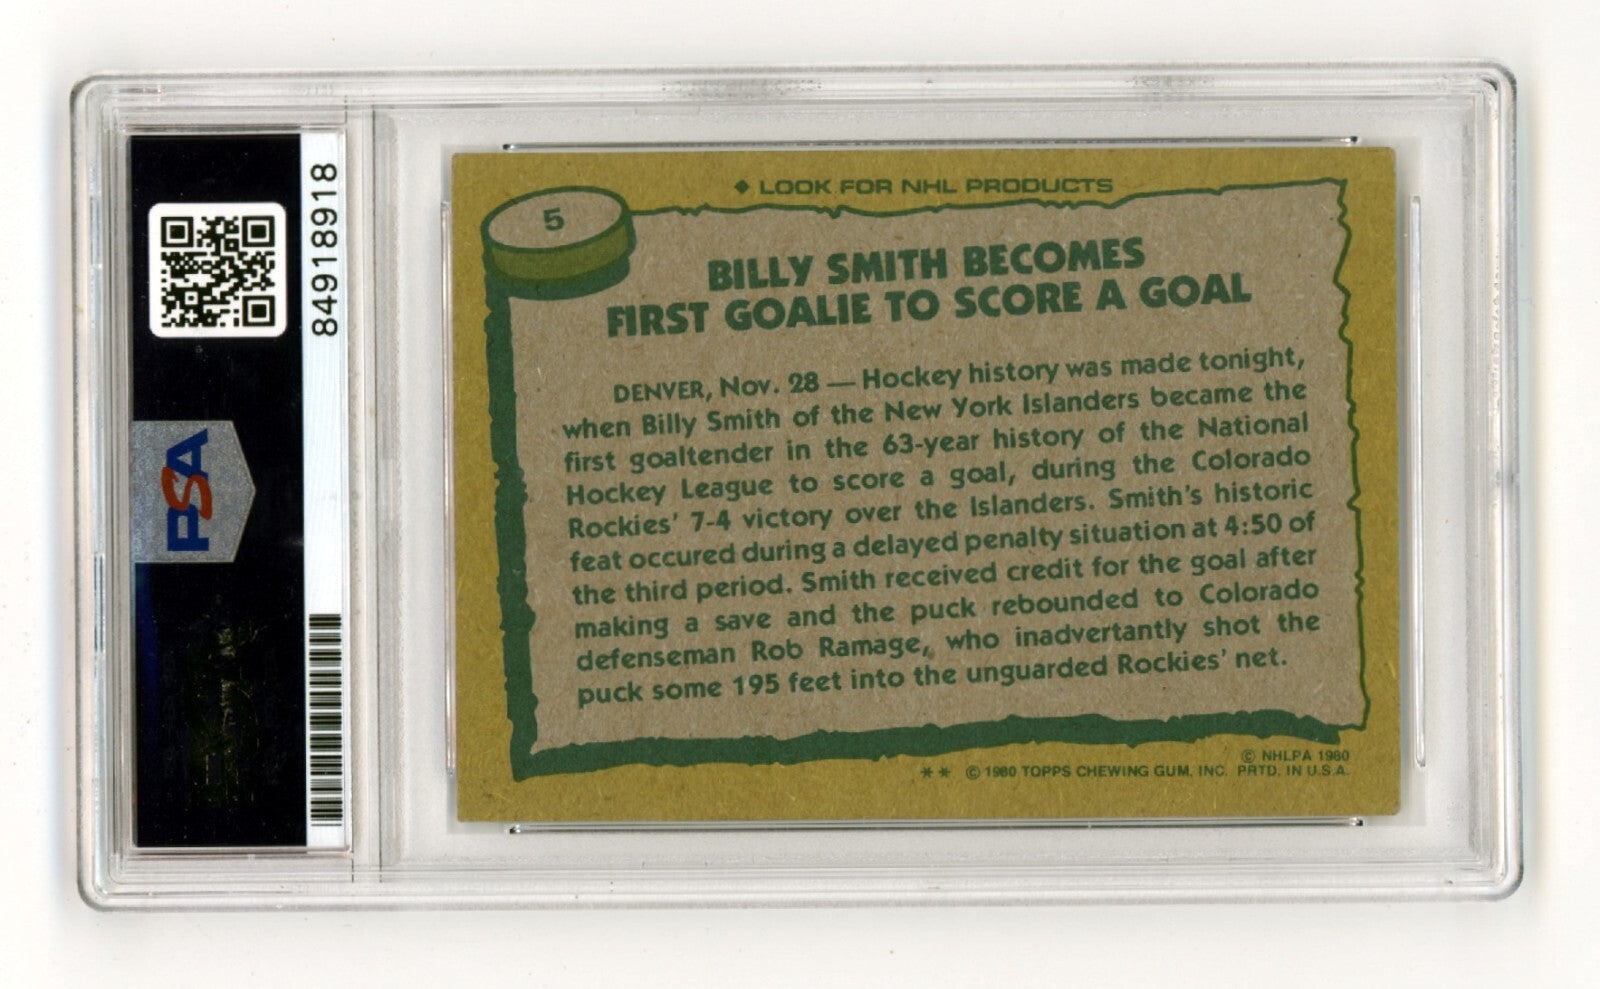 84918918
PSA
◆ LOOK FOR NHL PRODUCTS
5
BILLY SMITH BECOMES
FIRST GOALIE TO SCORE A GOAL
DENVER, Nov. 28 — Hockey history was made tonight,
when Billy Smith of the New York Islanders became the
first goaltender in the 63-year history of the National
Hockey League to score a goal, during the Colorado
Rockies' 7-4 victory over the Islanders. Smith's historic
feat occured during a delayed penalty situation at 4:50 of
the third period. Smith received credit for the goal after
making a save and the puck rebounded to Colorado
defenseman Rob Ramage, who inadvertantly shot the
puck some 195 feet into the unguarded Rockies' net.
© NHLPA 1980
** © 1980 TOPPS CHEWING GUM, INC. PRTD. IN U.S.A.